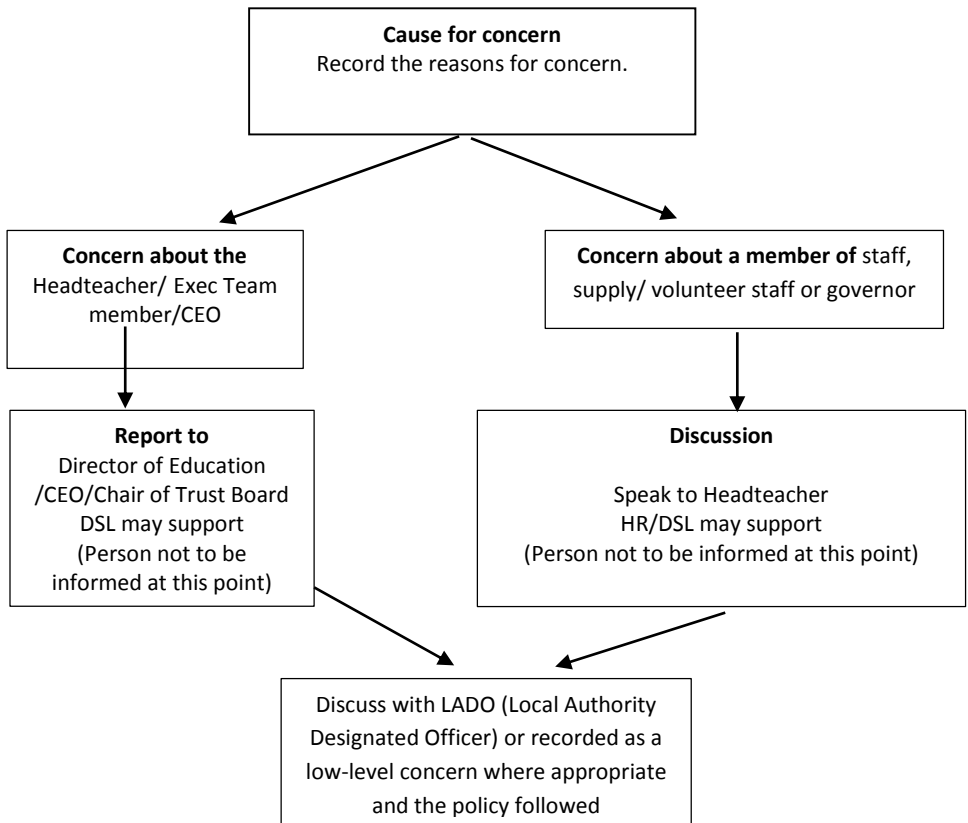 Cause for concern
Record the reasons for concern.
Concern about the
Headteacher/ Exec Team
member/CEO
Concern about a member of staff,
supply/ volunteer staff or governor
Report to
Director of Education
/CEO/Chair of Trust Board
DSL may support
(Person not to be
informed at this point)
Discussion
Speak to Headteacher
HR/DSL may support
(Person not to be informed at this point)
Discuss with LADO (Local Authority
Designated Officer) or recorded as a
low-level concern where appropriate
and the policy followed